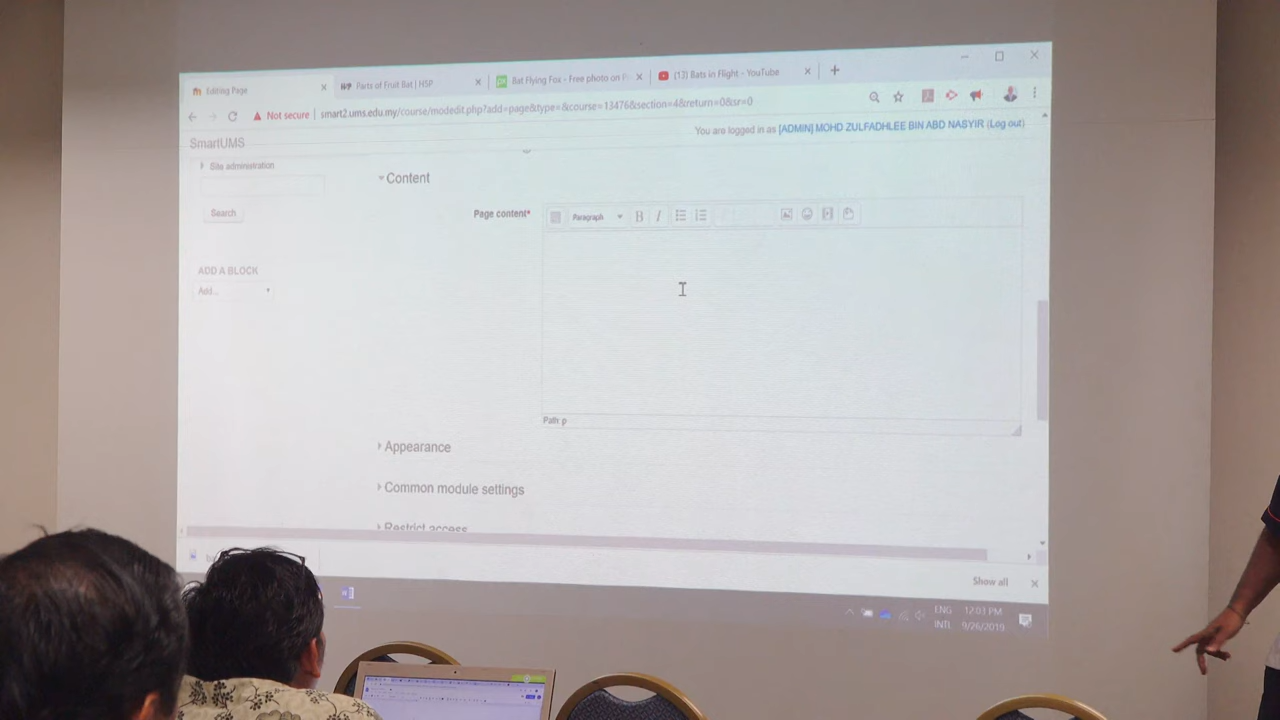 Editing Page
Parts of Fruit Bat | HSP
Bat Flying Fox - Free photo on
(13) Bats in Flight - YouTube
Not secure | smart2.ums.edu.my/course/modedit.php?add=page&type=&course=13476&section=4&return=0&sr=0
You are logged in as [ADMIN] MOHD ZULFADHLEE BIN ABD NASYIR (Log out)
SmartUMS
Site administration
Search
ADD A BLOCK
Add...
Content
Page content*
Paragraph
B I
Path: p
Appearance
Common module settings
Restrict access
Show all
ENG
INTL
12:03 PM
9/26/2019